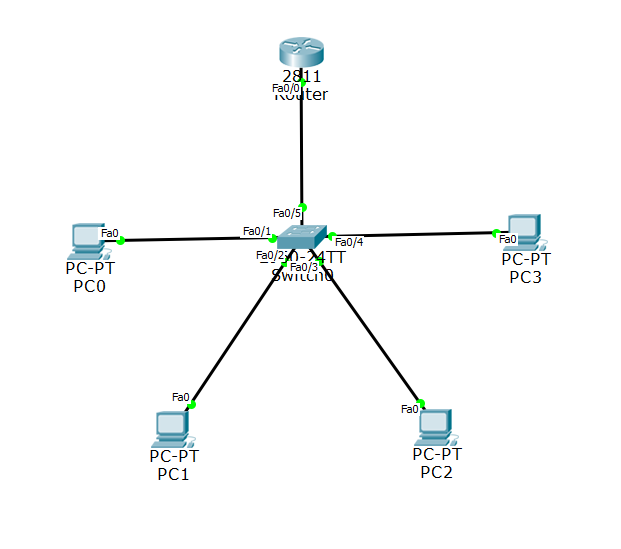 2811
Fa0/0
Router
Fa0/5
Fa0/1
Fa0/4
Fa0
Fa0
Fa0/2
Fa0/3
Switch0
PC-PT
PC0
PC-PT
PC3
Fa0
Fa0
PC-PT
PC1
PC-PT
PC2